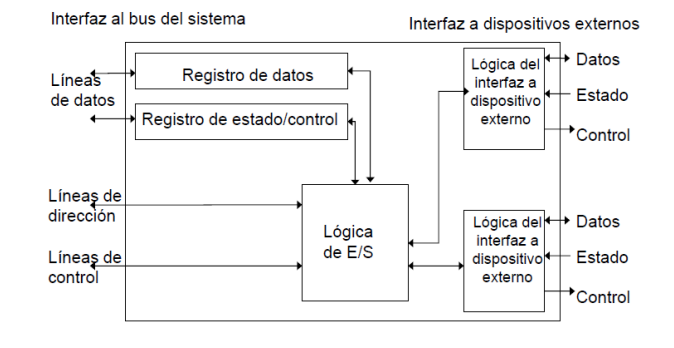 Interfaz al bus del sistema
Interfaz a dispositivos externos
Líneas
de datos
Registro de datos
Registro de estado/control
Lógica del
interfaz a
dispositivo
externo
Datos
Estado
Control
Líneas de
dirección
Líneas de
control
Lógica
de E/S
Lógica del
interfaz a
dispositivo
externo
Datos
Estado
Control